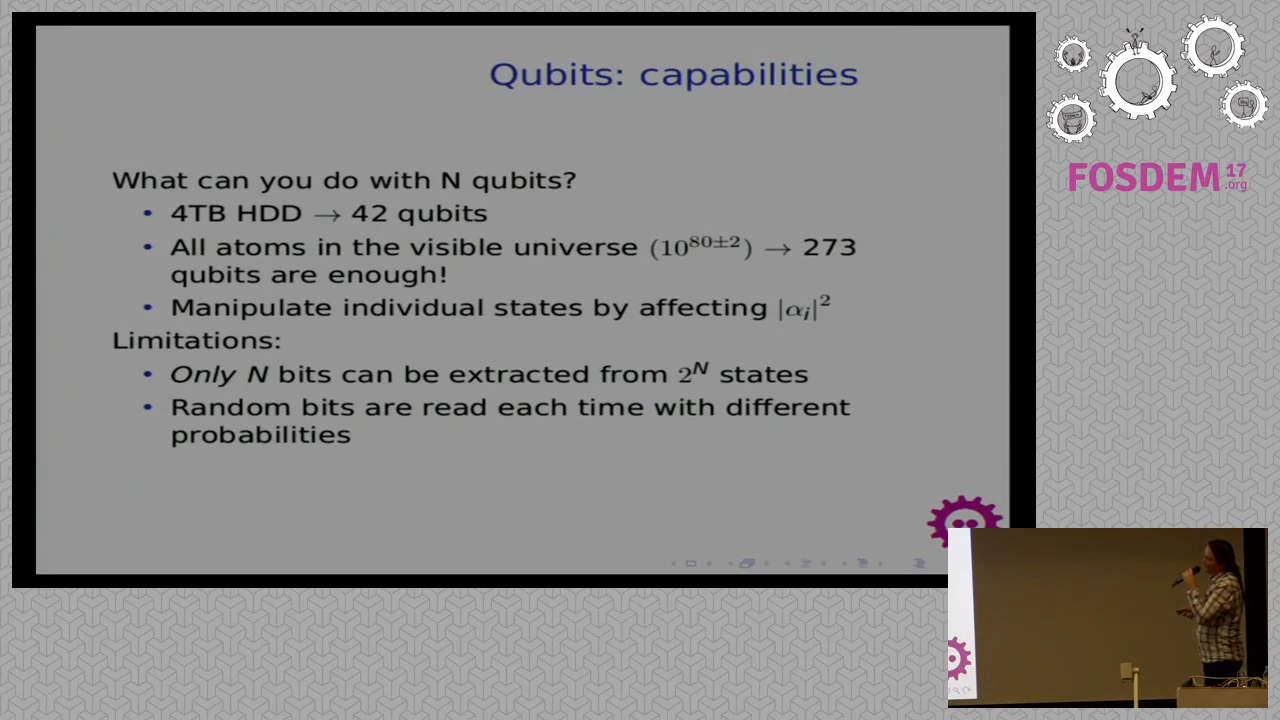 Qubits: capabilities
What can you do with N qubits?
• 4TB HDD → 42 qubits
• All atoms in the visible universe (10^{80±2}) → 273
qubits are enough!
• Manipulate individual states by affecting |α_i|^2
Limitations:
• Only N bits can be extracted from 2^N states
• Random bits are read each time with different
probabilities
FOSDEM 17
.org